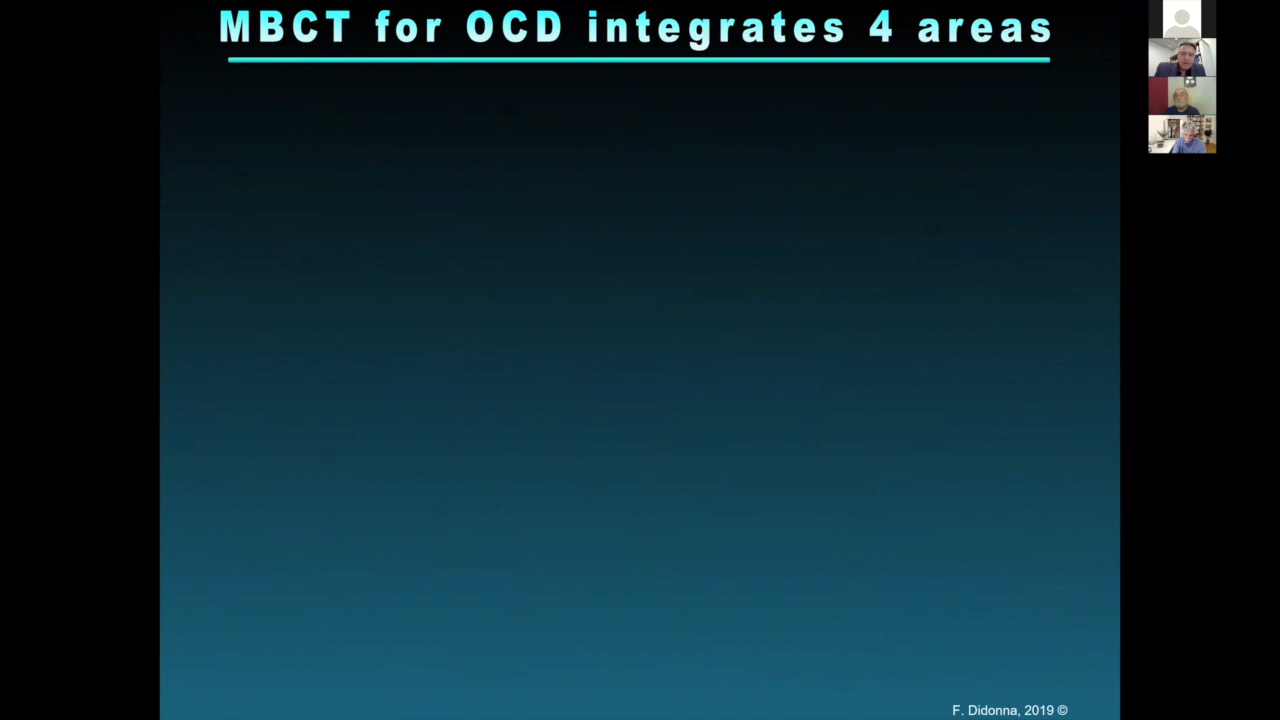 MBCT for OCD integrates 4 areas
F. Didonna, 2019 ©